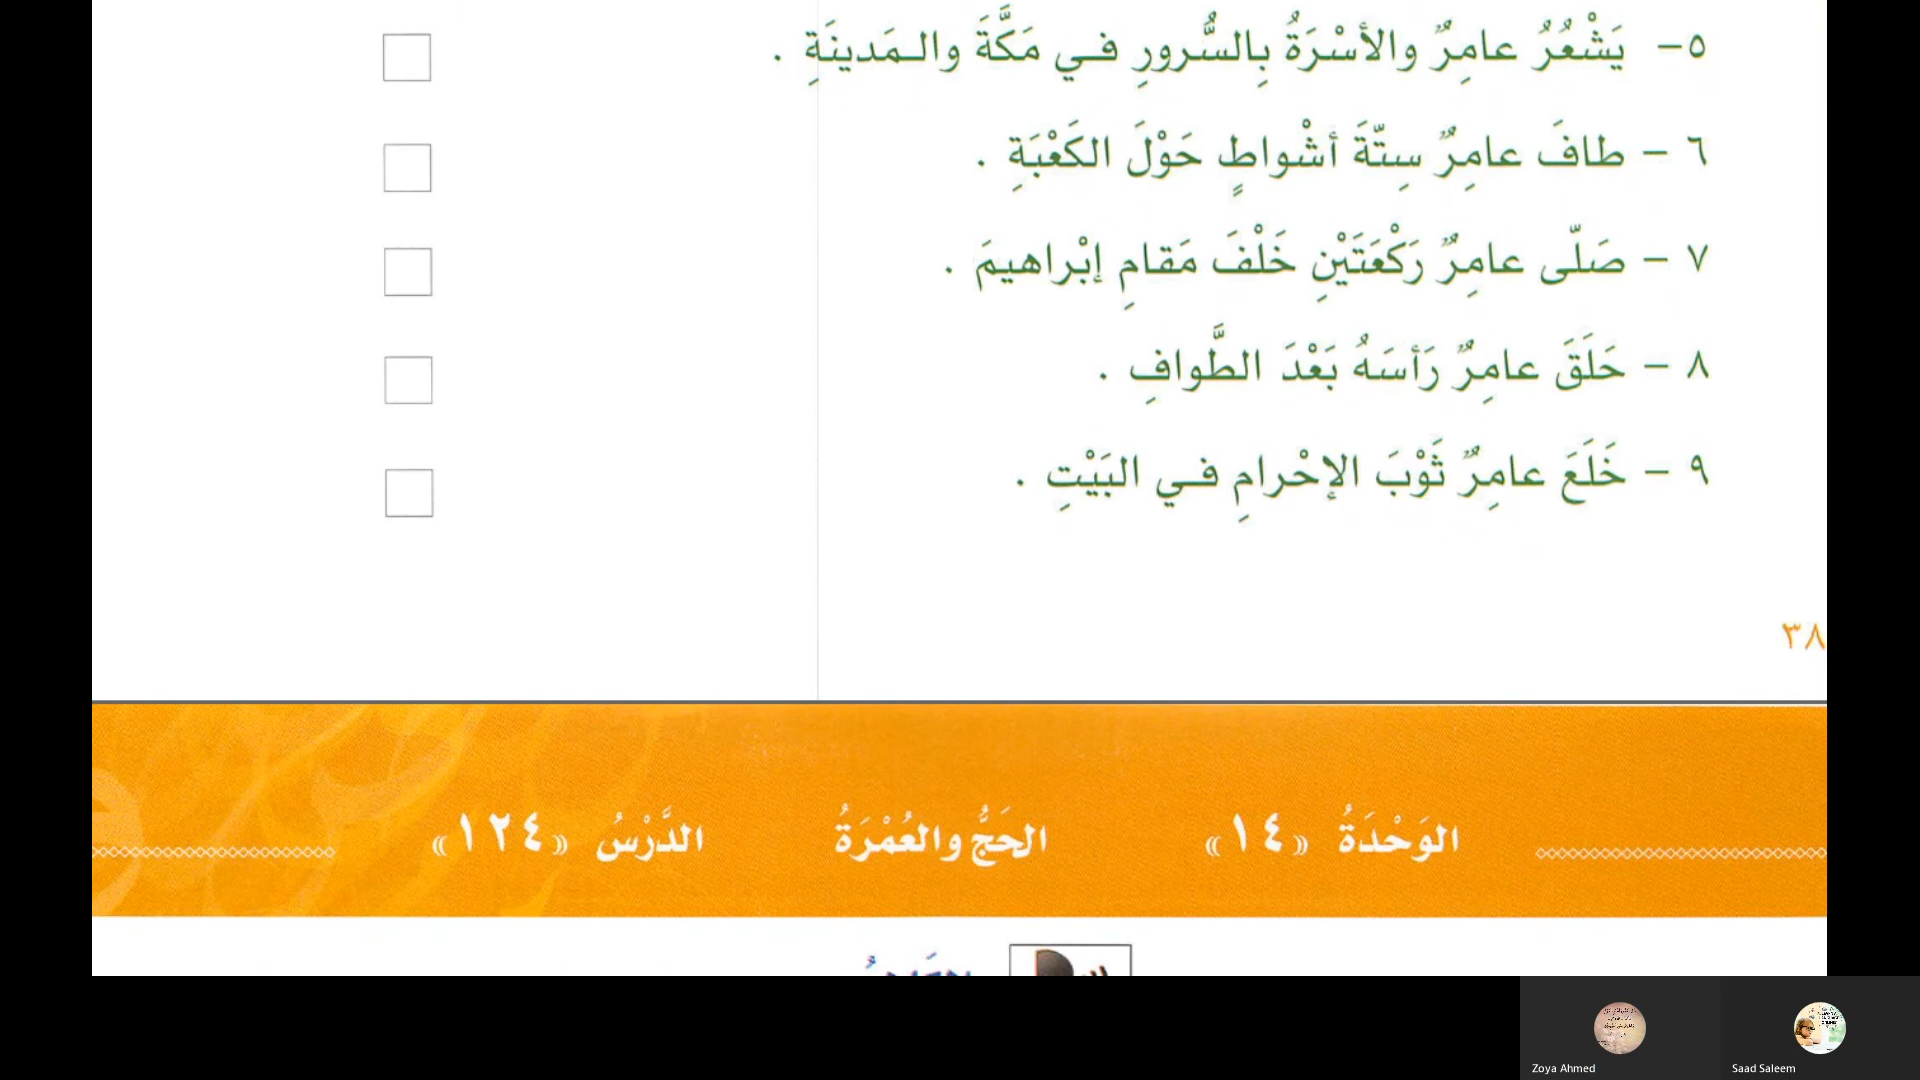 ٥– يَشْعُرُ عامِرٌ والأسْرَةُ بِالسُّرورِ فـي مَكَّةَ والـمَدينَةِ .
٦ – طافَ عامِرٌ سِتّةَ أشْواطٍ حَوْلَ الكَعْبَةِ .
٧ – صَلّى عامِرٌ رَكْعَتَيْنِ خَلْفَ مَقامِ إبْراهيمَ .
٨ – حَلَقَ عامِرٌ رَأسَهُ بَعْدَ الطَّوافِ .
٩ – خَلَعَ عامِرٌ ثَوْبَ الإحْرامِ فـي البَيْتِ .
٣٨
الوَحْدَةُ «١٤» الحَجُّ والعُمْرَةُ الدَّرْسُ «١٢٤»
Zoya Ahmed
Saad Saleem